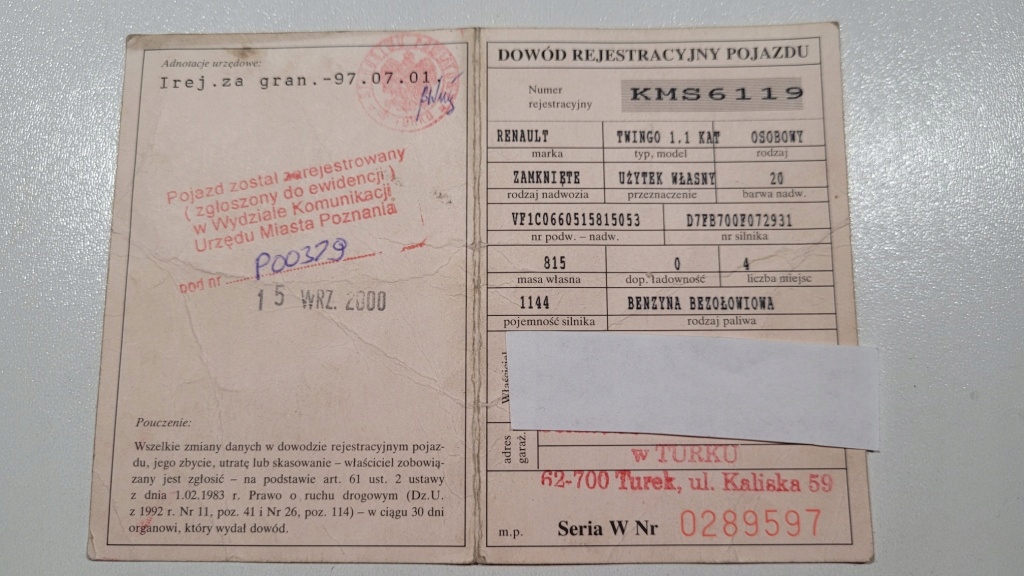 Adnotacje urzędowe:
I rej.za gran.-97.07.01.
Pojazd został zarejestrowany
( zgłoszony do ewidencji )
w Wydziale Komunikacji
Urzędu Miasta Poznania
pod nr P00329
15 WRZ. 2000
Pouczenie:
Wszelkie zmiany danych w dowodzie rejestracyjnym pojaz-
du, jego zbycie, utratę lub skasowanie – właściciel zobowią-
zany jest zgłosić – na podstawie art. 61 ust. 2 ustawy
z dnia 1.02.1983 r. Prawo o ruchu drogowym (Dz.U.
z 1992 r. Nr 11, poz. 41 i Nr 26, poz. 114) – w ciągu 30 dni
organowi, który wydał dowód.
DOWÓD REJESTRACYJNY POJAZDU
Numer
rejestracyjny
KMS6119
RENAULT TWINGO 1.1 KAT OSOBOWY
marka typ, model rodzaj
ZAMKNIĘTE UŻYTEK WŁASNY 20
rodzaj nadwozia przeznaczenie barwa nadw.
VF1C0660515815053 D7FB700F072931
nr podw. – nadw. nr silnika
815 0 4
masa własna dop. ładowność liczba miejsc
1144 BENZYNA BEZOŁOWIOWA
pojemność silnika rodzaj paliwa
Właściciel
adres
garaż.
w TURKU
62-700 Turek, ul. Kaliska 59
m.p. Seria W Nr 0289597